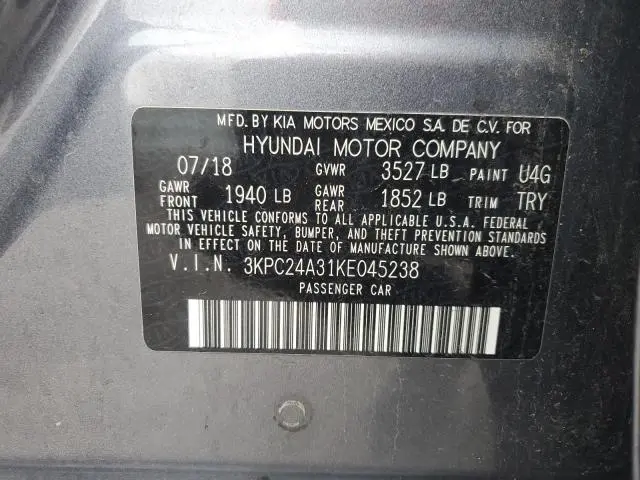 MFD. BY KIA MOTORS MEXICO S.A. DE C.V. FOR
HYUNDAI MOTOR COMPANY
07/18 GVWR 3527 LB PAINT U4G
GAWR FRONT 1940 LB GAWR REAR 1852 LB TRIM TRY
THIS VEHICLE CONFORMS TO ALL APPLICABLE U.S.A. FEDERAL
MOTOR VEHICLE SAFETY, BUMPER, AND THEFT PREVENTION STANDARDS
IN EFFECT ON THE DATE OF MANUFACTURE SHOWN ABOVE.
V.I.N. 3KPC24A31KE045238
PASSENGER CAR